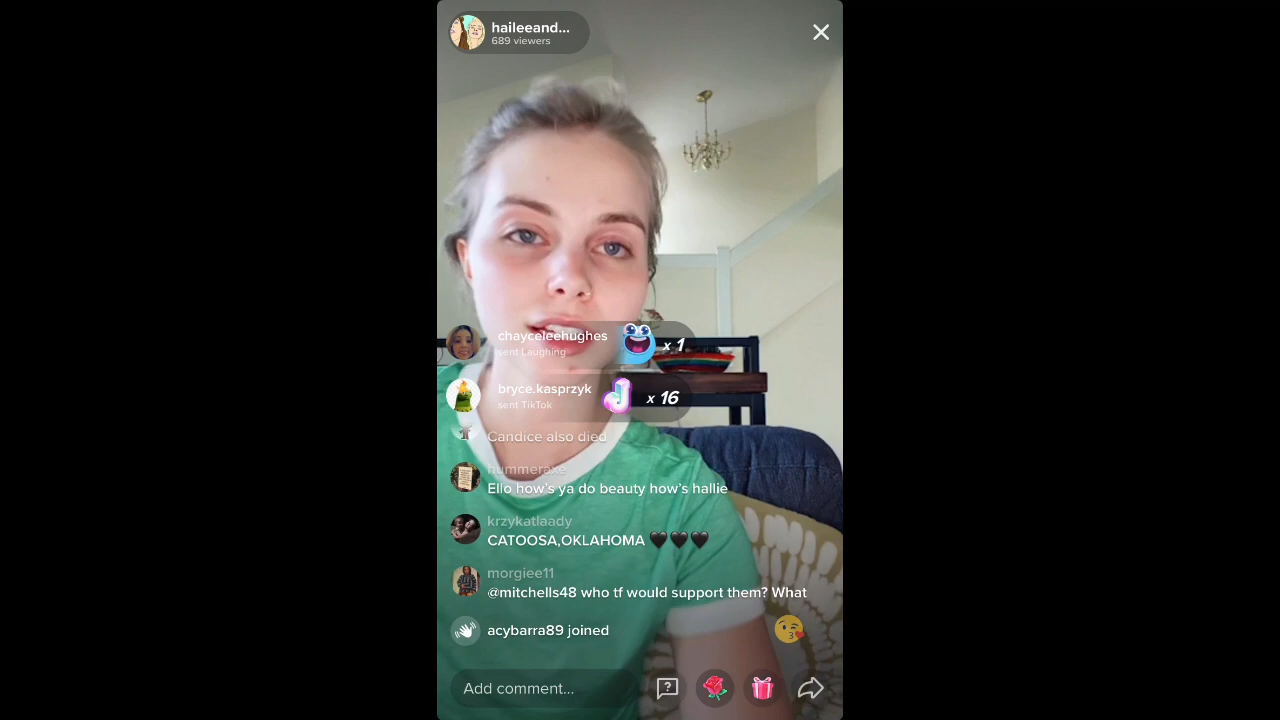 haileeand...
689 viewers
chayceleehughes
sent Laughing
x 1
bryce.kasprzyk
sent TikTok
x 16
Candice also died
hummeraxe
Ello how's ya do beauty how's hallie
krzykatlaady
CATOOSA,OKLAHOMA 🖤🖤🖤
morgiee11
@mitchells48 who tf would support them? What
acybarra89 joined
Add comment...